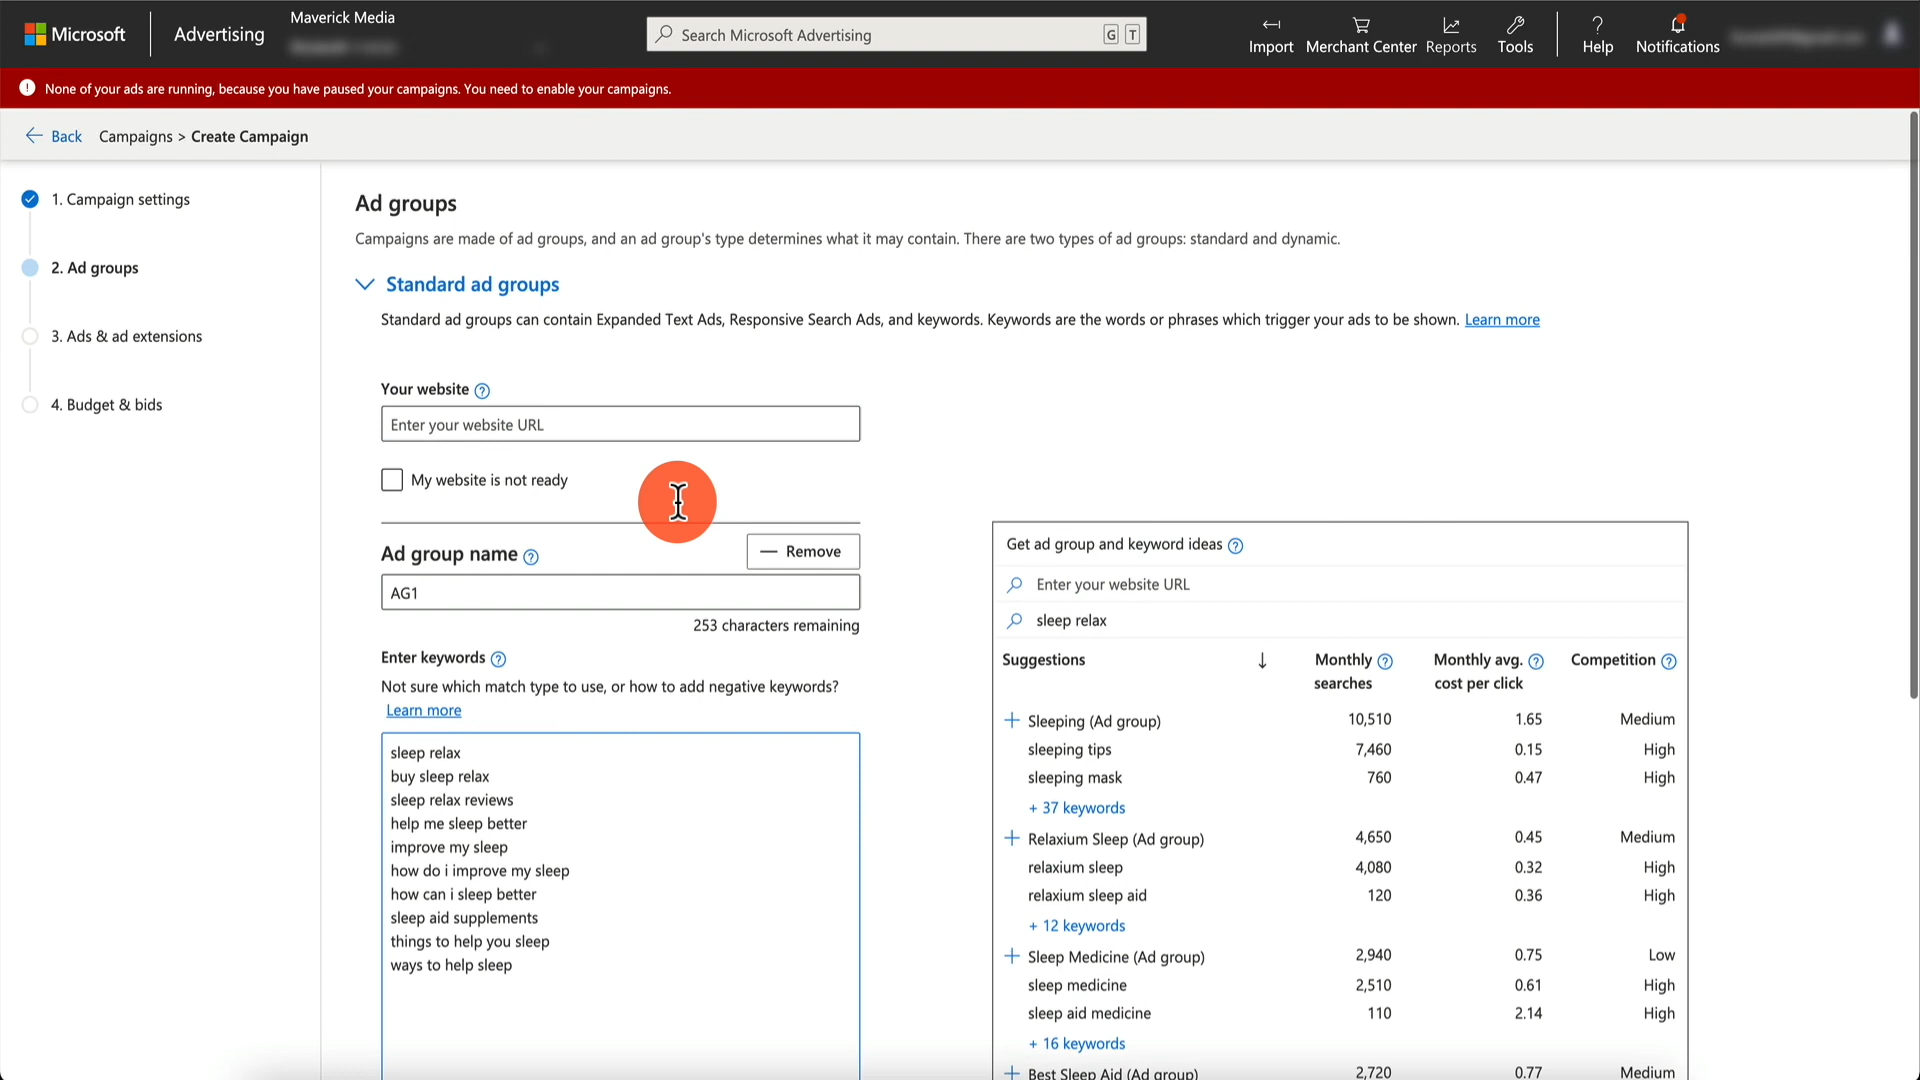 Microsoft
Advertising
Maverick Media
Search Microsoft Advertising
G
T
Import
Merchant Center
Reports
Tools
? Help
Notifications
None of your ads are running, because you have paused your campaigns. You need to enable your campaigns.
Back Campaigns > Create Campaign
1. Campaign settings
2. Ad groups
3. Ads & ad extensions
4. Budget & bids
Ad groups
Campaigns are made of ad groups, and an ad group's type determines what it may contain. There are two types of ad groups: standard and dynamic.
Standard ad groups
Standard ad groups can contain Expanded Text Ads, Responsive Search Ads, and keywords. Keywords are the words or phrases which trigger your ads to be shown. Learn more
Your website ?
Enter your website URL
My website is not ready
Ad group name ?
— Remove
AG1
253 characters remaining
Enter keywords ?
Not sure which match type to use, or how to add negative keywords?
Learn more
sleep relax
buy sleep relax
sleep relax reviews
help me sleep better
improve my sleep
how do i improve my sleep
how can i sleep better
sleep aid supplements
things to help you sleep
ways to help sleep
Get ad group and keyword ideas ?
Enter your website URL
sleep relax
Suggestions ↓ Monthly searches ? Monthly avg. cost per click ? Competition ?
+ Sleeping (Ad group) 10,510 1.65 Medium
sleeping tips 7,460 0.15 High
sleeping mask 760 0.47 High
+ 37 keywords
+ Relaxium Sleep (Ad group) 4,650 0.45 Medium
relaxium sleep 4,080 0.32 High
relaxium sleep aid 120 0.36 High
+ 12 keywords
+ Sleep Medicine (Ad group) 2,940 0.75 Low
sleep medicine 2,510 0.61 High
sleep aid medicine 110 2.14 High
+ 16 keywords
+ Best Sleep Aid (Ad group) 2,720 0.77 Medium